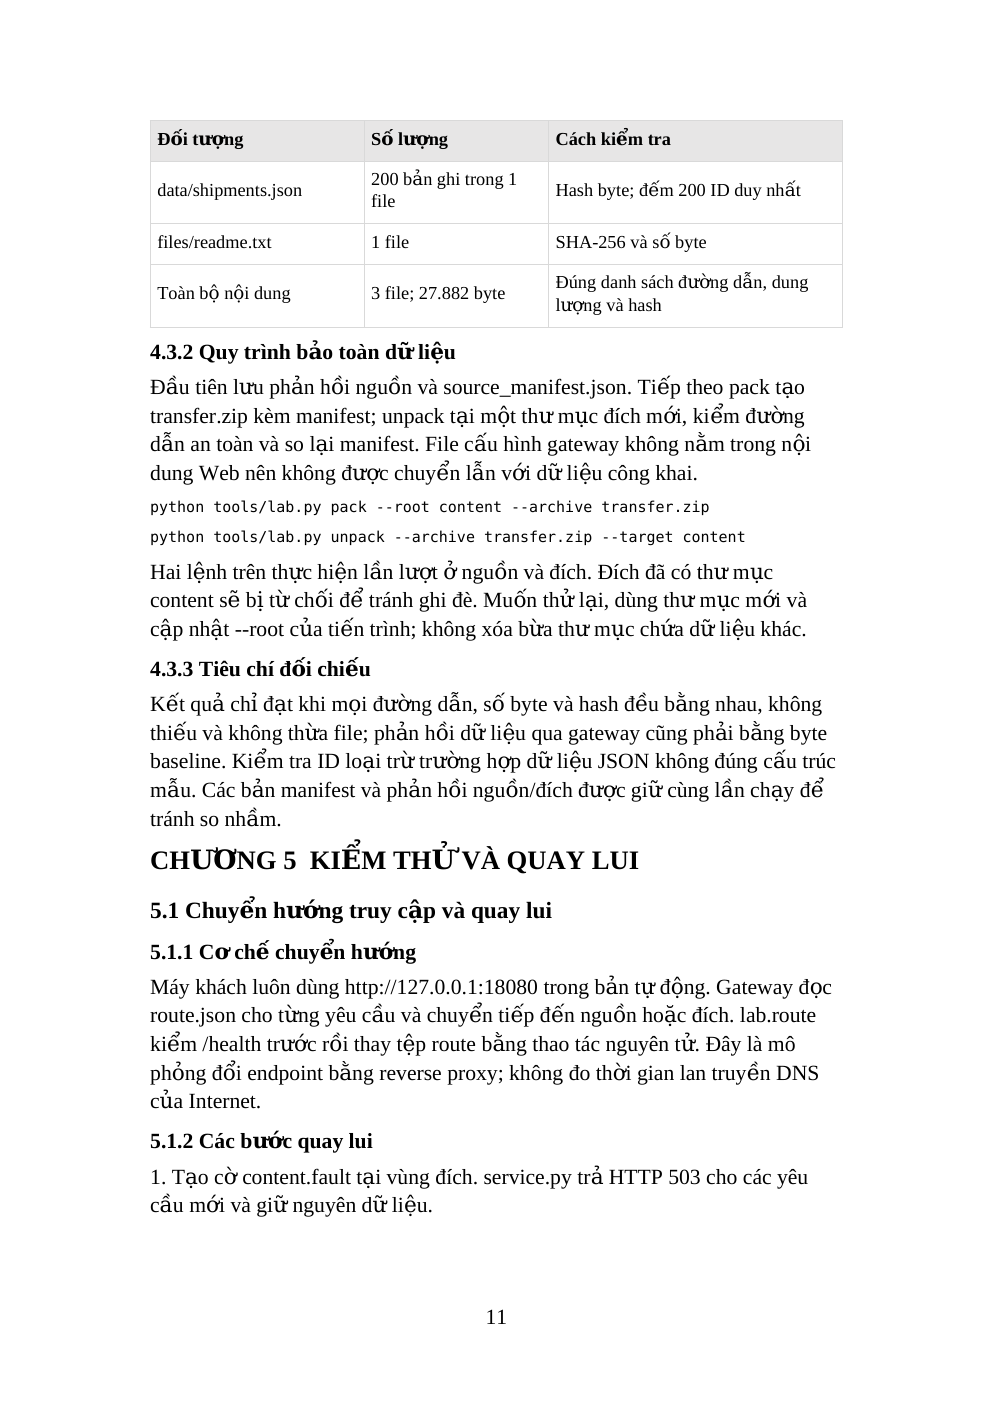 Đối tượng Số lượng Cách kiểm tra
data/shipments.json 200 bản ghi trong 1 file Hash byte; đếm 200 ID duy nhất
files/readme.txt 1 file SHA-256 và số byte
Toàn bộ nội dung 3 file; 27.882 byte Đúng danh sách đường dẫn, dung lượng và hash
4.3.2 Quy trình bảo toàn dữ liệu
Đầu tiên lưu phản hồi nguồn và source_manifest.json. Tiếp theo pack tạo
transfer.zip kèm manifest; unpack tại một thư mục đích mới, kiểm đường
dẫn an toàn và so lại manifest. File cấu hình gateway không nằm trong nội
dung Web nên không được chuyển lẫn với dữ liệu công khai.
python tools/lab.py pack --root content --archive transfer.zip
python tools/lab.py unpack --archive transfer.zip --target content
Hai lệnh trên thực hiện lần lượt ở nguồn và đích. Đích đã có thư mục
content sẽ bị từ chối để tránh ghi đè. Muốn thử lại, dùng thư mục mới và
cập nhật --root của tiến trình; không xóa bừa thư mục chứa dữ liệu khác.
4.3.3 Tiêu chí đối chiếu
Kết quả chỉ đạt khi mọi đường dẫn, số byte và hash đều bằng nhau, không
thiếu và không thừa file; phản hồi dữ liệu qua gateway cũng phải bằng byte
baseline. Kiểm tra ID loại trừ trường hợp dữ liệu JSON không đúng cấu trúc
mẫu. Các bản manifest và phản hồi nguồn/đích được giữ cùng lần chạy để
tránh so nhầm.
CHƯƠNG 5 KIỂM THỬ VÀ QUAY LUI
5.1 Chuyển hướng truy cập và quay lui
5.1.1 Cơ chế chuyển hướng
Máy khách luôn dùng http://127.0.0.1:18080 trong bản tự động. Gateway đọc
route.json cho từng yêu cầu và chuyển tiếp đến nguồn hoặc đích. lab.route
kiểm /health trước rồi thay tệp route bằng thao tác nguyên tử. Đây là mô
phỏng đổi endpoint bằng reverse proxy; không đo thời gian lan truyền DNS
của Internet.
5.1.2 Các bước quay lui
1. Tạo cờ content.fault tại vùng đích. service.py trả HTTP 503 cho các yêu
cầu mới và giữ nguyên dữ liệu.
11